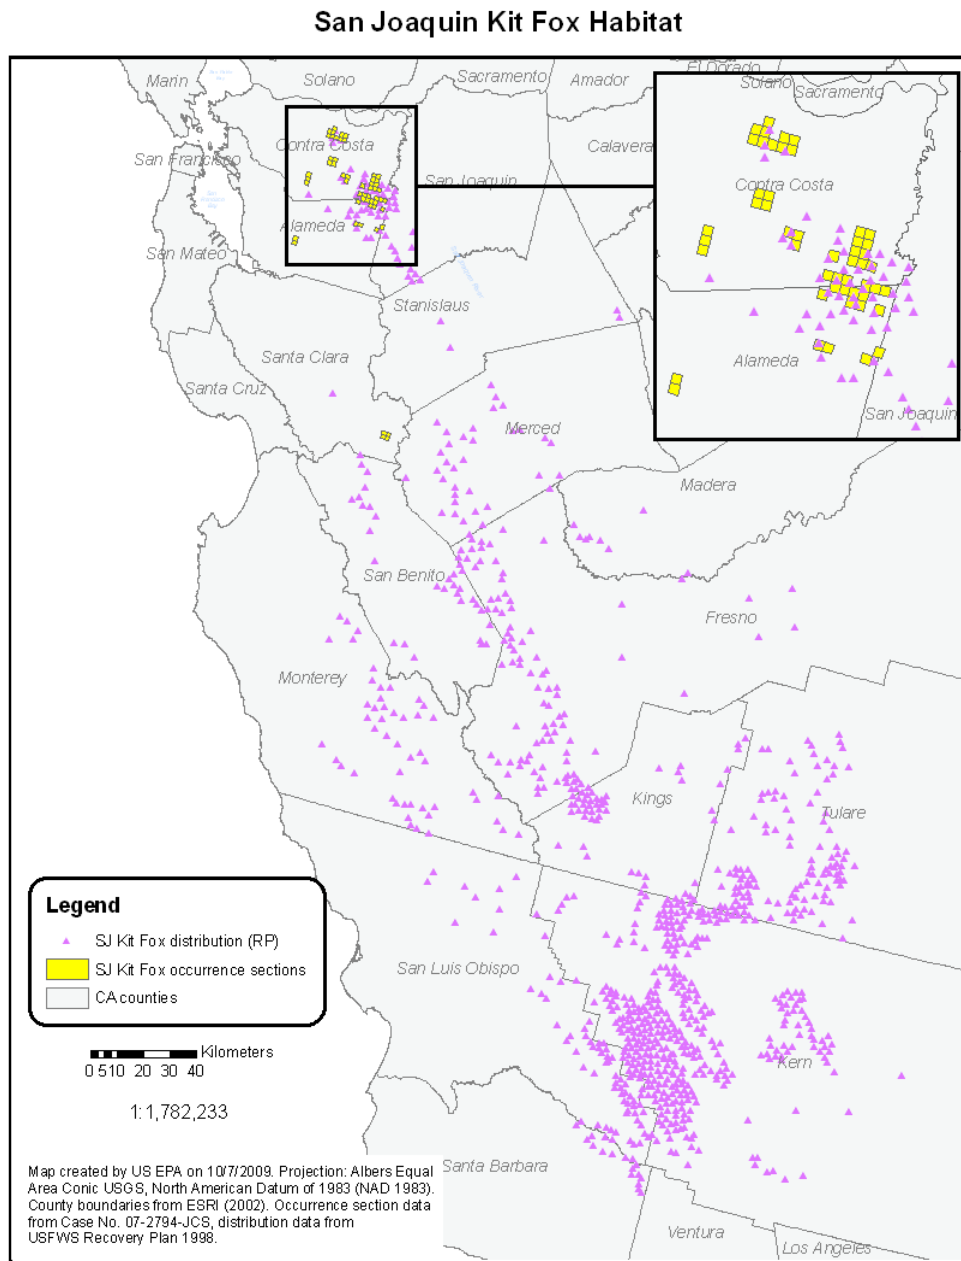 San Joaquin Kit Fox Habitat
Marin
Solano
Sacramento
Amador
El Dorado
Solano
Sacramento
Contra Costa
San Francisco
San Joaquin
Calavera
Contra Costa
Alameda
San Mateo
Stanislaus
Alameda
San Joaquin
Santa Clara
Santa Cruz
Merced
Madera
San Benito
Fresno
Monterey
Kings
Tulare
Legend
SJ Kit Fox distribution (RP)
SJ Kit Fox occurrence sections
CA counties
San Luis Obispo
Kern
Kilometers
0 5 10 20 30 40
1:1,782,233
Santa Barbara
Ventura
Los Angeles
Map created by US EPA on 10/7/2009. Projection: Albers Equal
Area Conic USGS, North American Datum of 1983 (NAD 1983).
County boundaries from ESRI (2002). Occurrence section data
from Case No. 07-2794-JCS, distribution data from
USFWS Recovery Plan 1998.